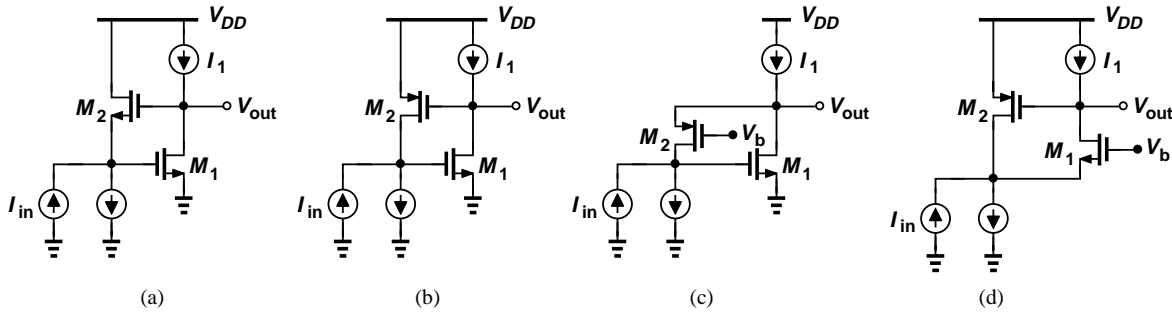 V_DD
I_1
M_2
V_out
M_1
I_in
(a)
V_DD
I_1
M_2
V_out
M_1
I_in
(b)
V_DD
I_1
V_out
M_2
V_b
M_1
I_in
(c)
V_DD
I_1
M_2
V_out
V_b
M_1
I_in
(d)